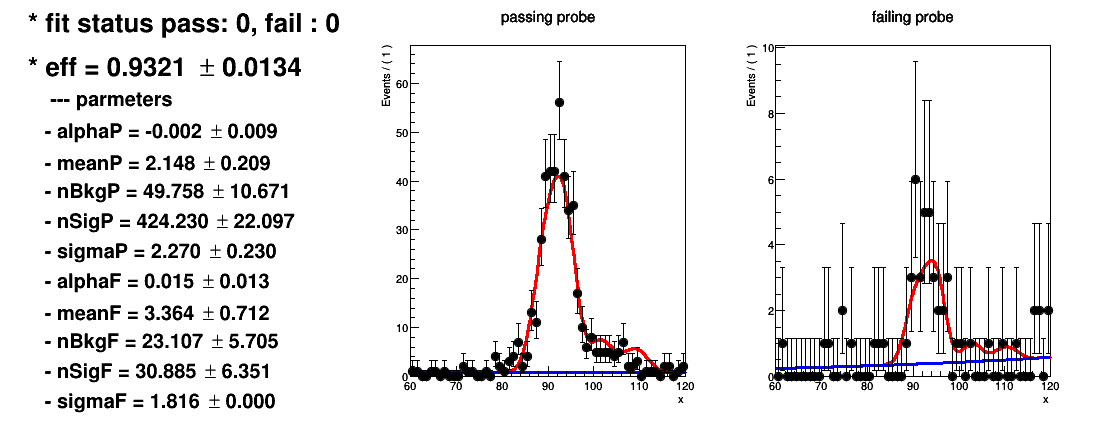 * fit status pass: 0, fail : 0
* eff = 0.9321 ± 0.0134
--- parmeters
- alphaP = -0.002 ± 0.009
- meanP = 2.148 ± 0.209
- nBkgP = 49.758 ± 10.671
- nSigP = 424.230 ± 22.097
- sigmaP = 2.270 ± 0.230
- alphaF = 0.015 ± 0.013
- meanF = 3.364 ± 0.712
- nBkgF = 23.107 ± 5.705
- nSigF = 30.885 ± 6.351
- sigmaF = 1.816 ± 0.000
passing probe
Events / ( 1 )
60
50
40
30
20
10
0
60 70 80 90 100 110 120
x
failing probe
Events / ( 1 )
10
8
6
4
2
0
60 70 80 90 100 110 120
x